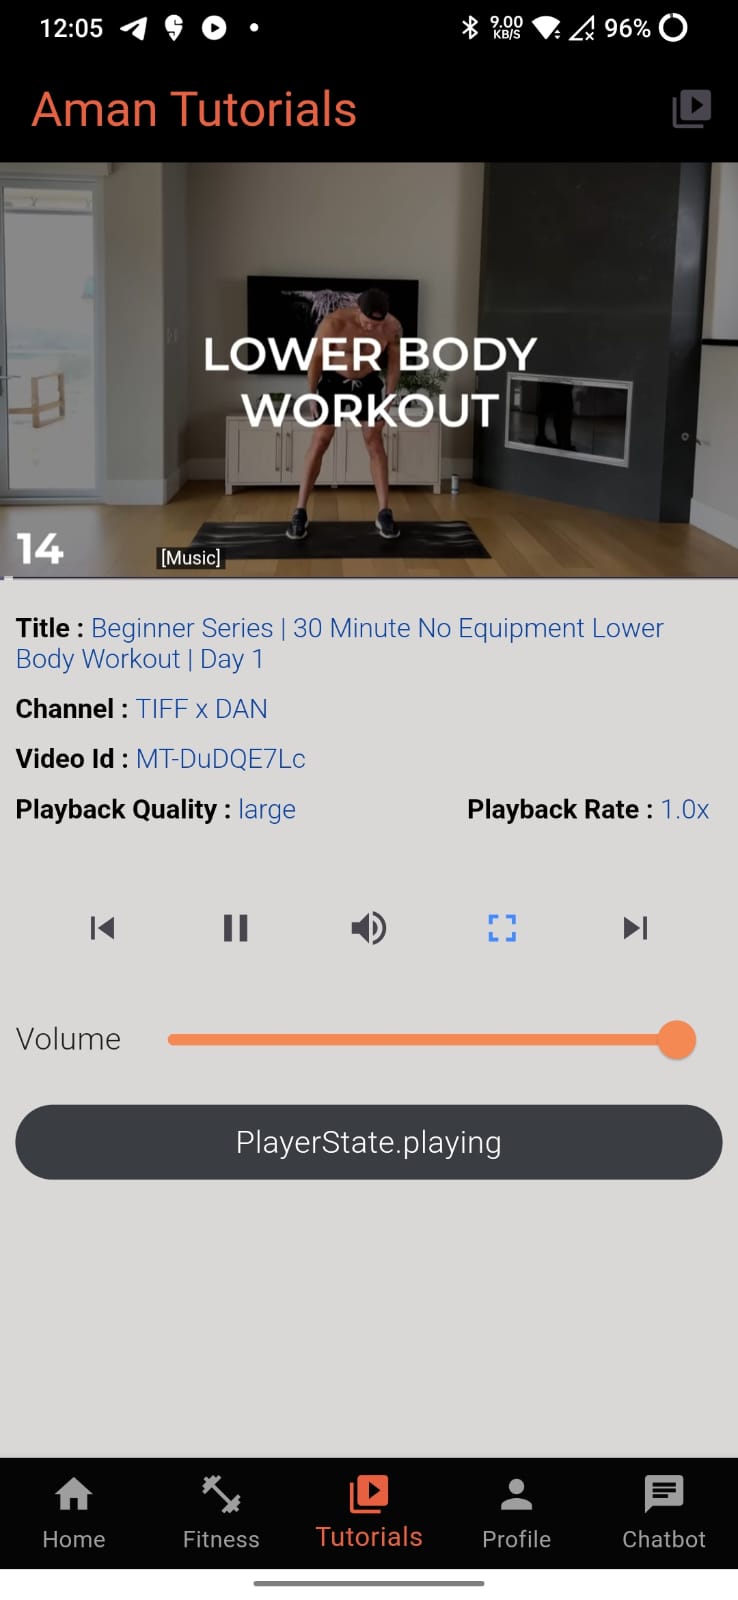 12:05 9.00 KB/S 96%
Aman Tutorials
LOWER BODY
WORKOUT
14 [Music]
Title : Beginner Series | 30 Minute No Equipment Lower
Body Workout | Day 1
Channel : TIFF x DAN
Video Id : MT-DuDQE7Lc
Playback Quality : large Playback Rate : 1.0x
Volume
PlayerState.playing
Home Fitness Tutorials Profile Chatbot